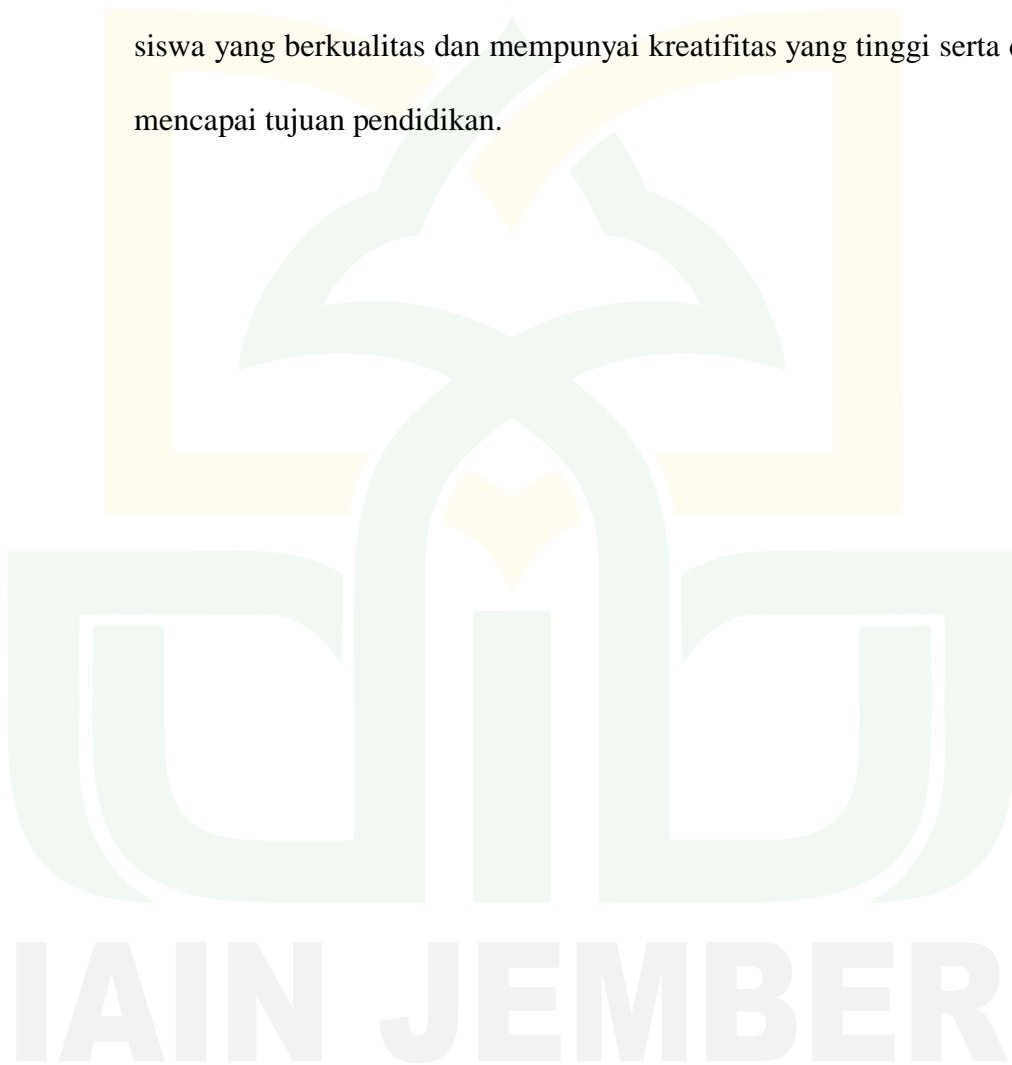 siswa yang berkualitas dan mempunyai kreatifitas yang tinggi serta
mencapai tujuan pendidikan.
IAIN JEMBER